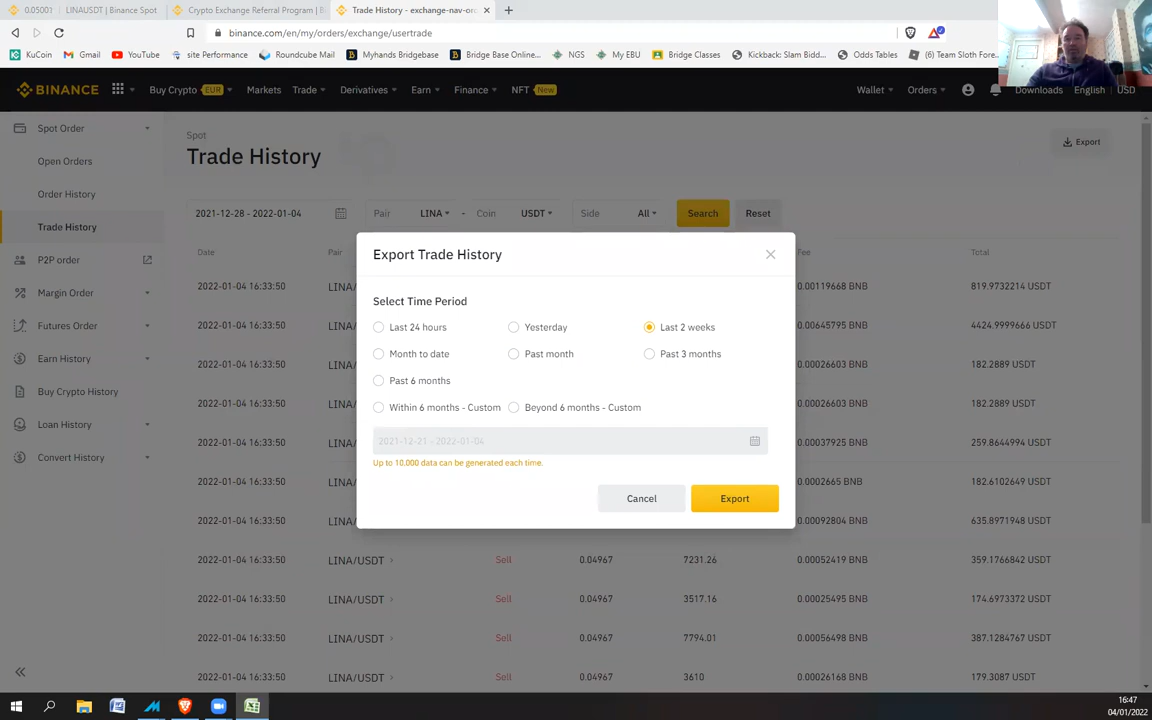 0.05001 LINAUSDT | Binance Spot
Crypto Exchange Referral Program | B
Trade History - exchange-nav-orc
binance.com/en/my/orders/exchange/usertrade
KuCoin Gmail YouTube site Performance Roundcube Mail Myhands Bridgebase Bridge Base Online... NGS My EBU Bridge Classes Kickback: Slam Bidd... Odds Tables (6) Team Sloth Fore...
BINANCE Buy Crypto EUR Markets Trade Derivatives Earn Finance NFT New Wallet Orders Downloads English USD
Spot Order
Open Orders
Order History
Trade History
P2P order
Margin Order
Futures Order
Earn History
Buy Crypto History
Loan History
Convert History
Spot
Trade History
Export
2021-12-28 - 2022-01-04 Pair LINA - Coin USDT Side All Search Reset
Date Pair Fee Total
2022-01-04 16:33:50 LINA/ 0.00119668 BNB 819.9732214 USDT
2022-01-04 16:33:50 LINA/ 0.00645795 BNB 4424.9999666 USDT
2022-01-04 16:33:50 LINA/ 0.00026603 BNB 182.2889 USDT
2022-01-04 16:33:50 LINA/ 0.00026603 BNB 182.2889 USDT
2022-01-04 16:33:50 LINA/ 0.00037925 BNB 259.8644994 USDT
2022-01-04 16:33:50 LINA/ 0.0002665 BNB 182.6102649 USDT
2022-01-04 16:33:50 LINA/ 0.00092804 BNB 635.8971948 USDT
2022-01-04 16:33:50 LINA/USDT Sell 0.04967 7231.26 0.00052419 BNB 359.1766842 USDT
2022-01-04 16:33:50 LINA/USDT Sell 0.04967 3517.16 0.00025495 BNB 174.6973372 USDT
2022-01-04 16:33:50 LINA/USDT Sell 0.04967 7794.01 0.00056498 BNB 387.1284767 USDT
2022-01-04 16:33:50 LINA/USDT Sell 0.04967 3610 0.00026168 BNB 179.3087 USDT
Export Trade History
Select Time Period
Last 24 hours Yesterday Last 2 weeks
Month to date Past month Past 3 months
Past 6 months
Within 6 months - Custom Beyond 6 months - Custom
2021-12-21 - 2022-01-04
Up to 10,000 data can be generated each time.
Cancel Export
16:47
04/01/2022